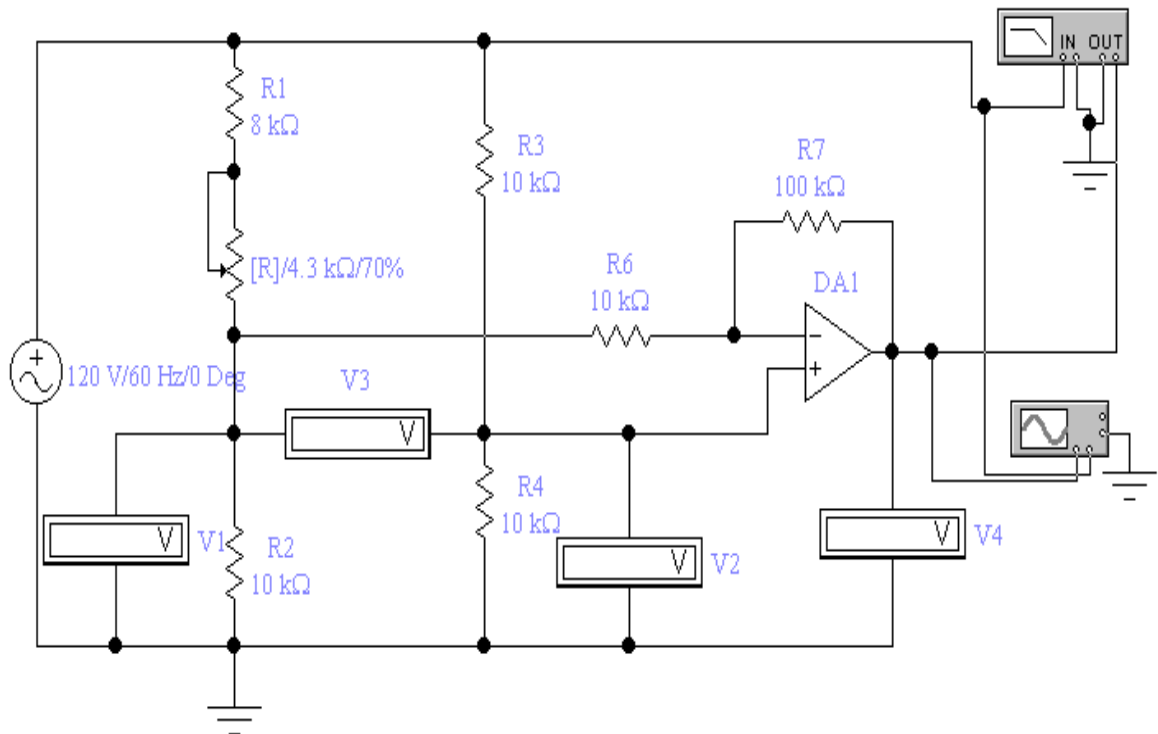 IN OUT
R1
8 kΩ
R3
10 kΩ
R7
100 kΩ
[R]/4.3 kΩ/70%
R6
10 kΩ
DA1
+
120 V/60 Hz/0 Deg
V3
V
−
+
R4
10 kΩ
V
V1
R2
10 kΩ
V
V2
V
V4